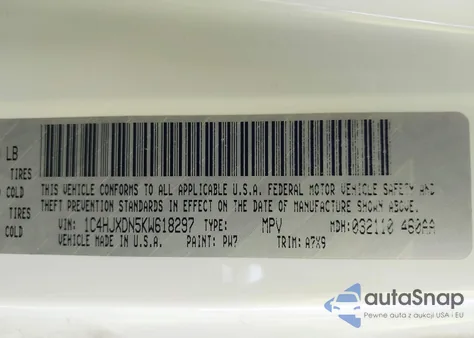 LB
TIRES
COLD
TIRES
COLD
THIS VEHICLE CONFORMS TO ALL APPLICABLE U.S.A. FEDERAL MOTOR VEHICLE SAFETY AND
THEFT PREVENTION STANDARDS IN EFFECT ON THE DATE OF MANUFACTURE SHOWN ABOVE.
VIN: 1C4HJXDN5KW618297 TYPE: MPV MDH: 032110 460AA
VEHICLE MADE IN U.S.A. PAINT: PW7 TRIM: A7X9
autoSnap
Pewne auta z aukcji USA i EU